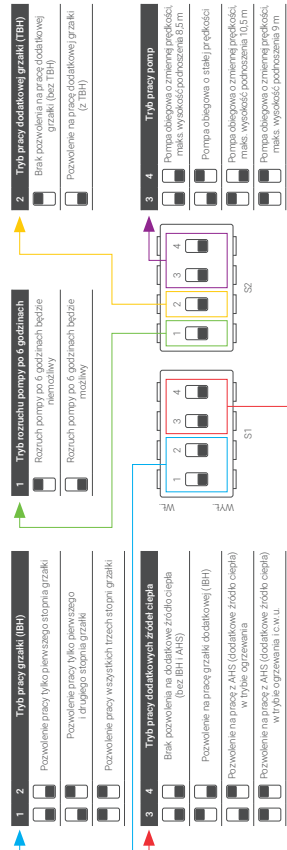 1 2 Tryb pracy grzałki (IBH)
Pozwolenie pracy tylko pierwszego stopnia grzałki
Pozwolenie pracy tylko pierwszego
i drugiego stopnia grzałki
Pozwolenie pracy wszystkich trzech stopni grzałki
1 Tryb rozruchu pompy po 6 godzinach
Rozruch pompy po 6 godzinach będzie
niemożliwy
Rozruch pompy po 6 godzinach będzie
możliwy
2 Tryb pracy dodatkowej grzałki (TBH)
Brak pozwolenia na pracę dodatkowej
grzałki (bez TBH)
Pozwolenie na pracę dodatkowej grzałki
(z TBH)
3 4 Tryb pracy dodatkowych źródeł ciepła
Brak pozwolenia na dodatkowe źródło ciepła
(bez IBH i AHS)
Pozwolenie na pracę grzałki dodatkowej (IBH)
Pozwolenie na pracę z AHS (dodatkowe źródło ciepła)
w trybie ogrzewania
Pozwolenie na pracę z AHS (dodatkowe źródło ciepła)
w trybie ogrzewania i c.w.u.
WŁ.
WYŁ.
1 2 3 4
S1
1 2 3 4
S2
3 4 Tryb pracy pomp
Pompa obiegowa o zmiennej prędkości,
maks. wysokość podnoszenia 8,5 m
Pompa obiegowa o stałej prędkości
Pompa obiegowa o zmiennej prędkości,
maks. wysokość podnoszenia 10,5 m
Pompa obiegowa o zmiennej prędkości,
maks. wysokość podnoszenia 9 m